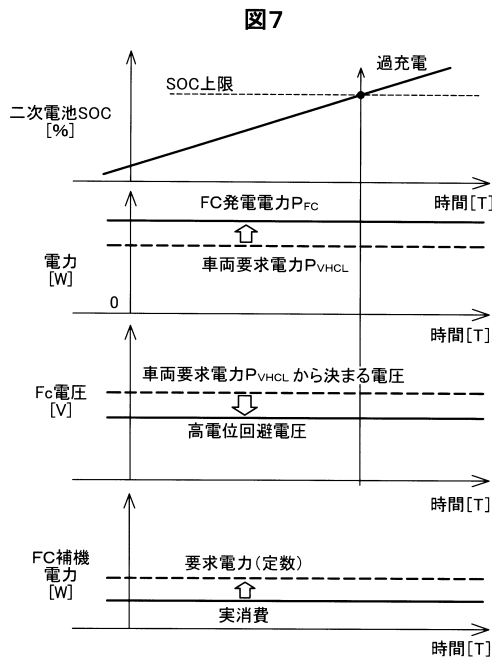 図7
過充電
SOC上限
二次電池SOC
[%]
時間[T]
FC発電電力PFC
車両要求電力PVHCL
電力
[W]
0
時間[T]
車両要求電力PVHCLから決まる電圧
Fc電圧
[V]
高電位回避電圧
時間[T]
FC補機
電力
[W]
要求電力(定数)
実消費
時間[T]